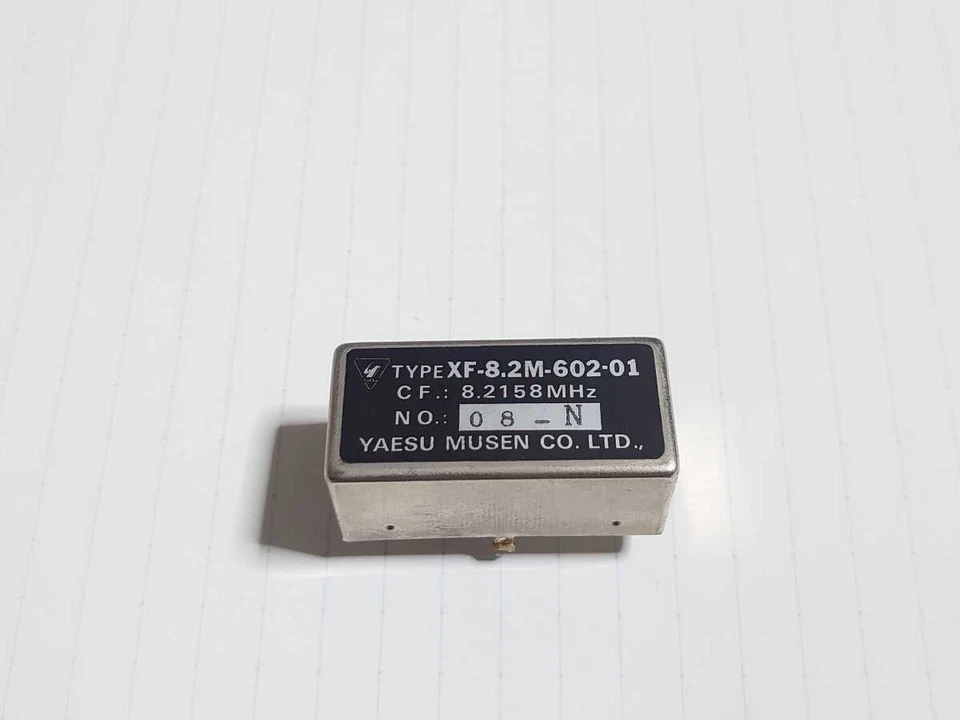 TYPE XF-8.2M-602-01
CF.: 8.2158MHz
NO.: 08-N
YAESU MUSEN CO. LTD.,